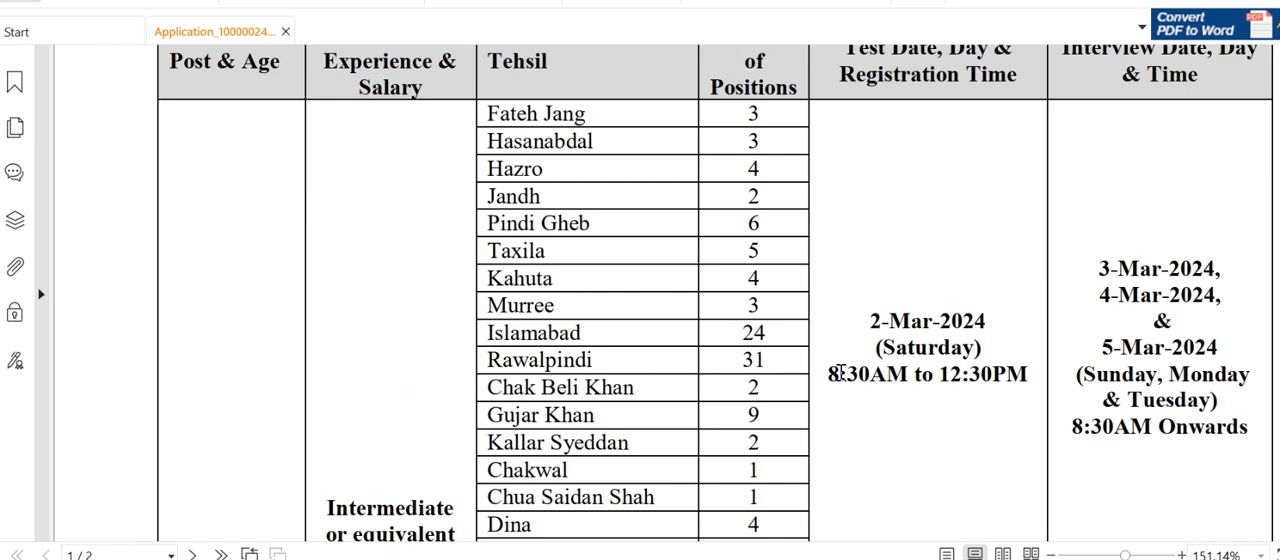 Start
Application_10000024... ×
Convert
PDF to Word
PDF
Post & Age
Experience &
Salary
Tehsil
of
Positions
Test Date, Day &
Registration Time
Interview Date, Day
& Time
Fateh Jang 3
Hasanabdal 3
Hazro 4
Jandh 2
Pindi Gheb 6
Taxila 5
Kahuta 4
Murree 3
Islamabad 24
Rawalpindi 31
Chak Beli Khan 2
Gujar Khan 9
Kallar Syeddan 2
Chakwal 1
Chua Saidan Shah 1
Dina 4
Intermediate
or equivalent
2-Mar-2024
(Saturday)
8:30AM to 12:30PM
3-Mar-2024,
4-Mar-2024,
&
5-Mar-2024
(Sunday, Monday
& Tuesday)
8:30AM Onwards
1/2
151.14%